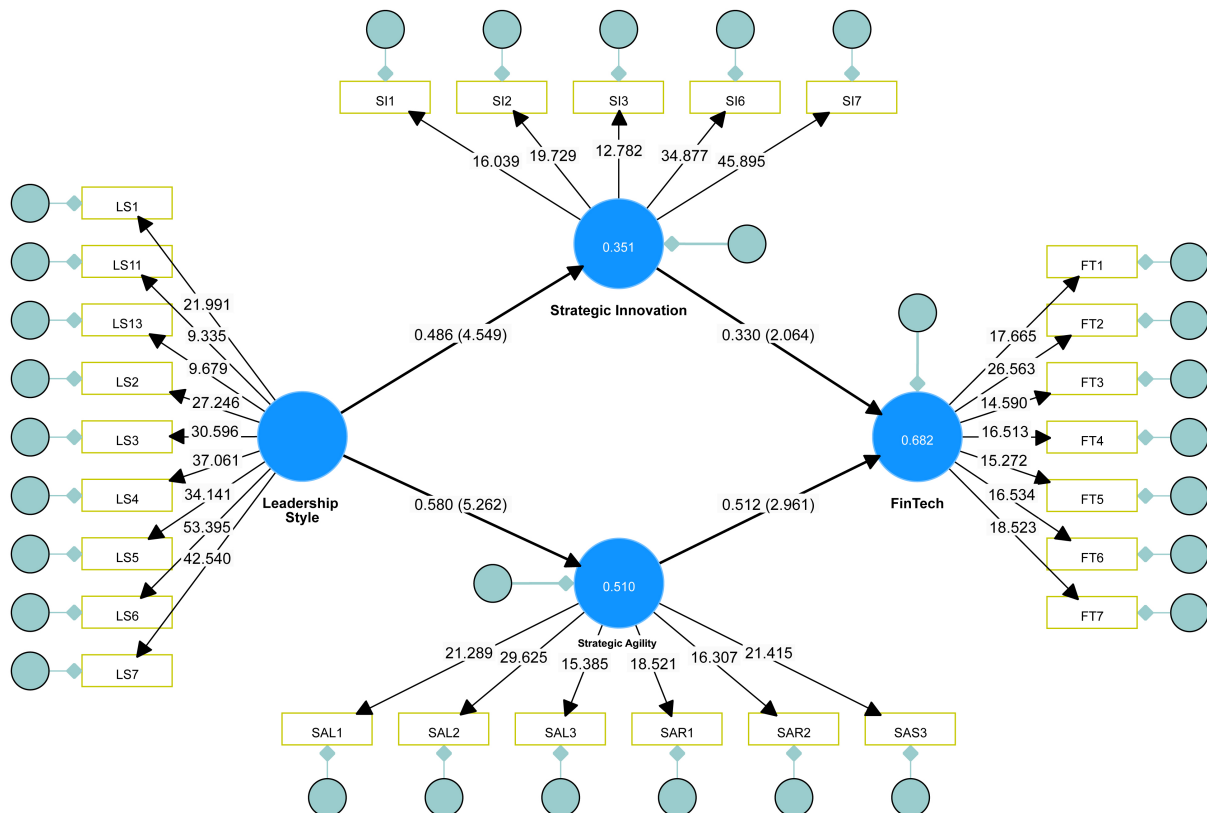 SI1
SI2
SI3
SI6
SI7
16.039
19.729
12.782
34.877
45.895
0.351
Strategic Innovation
LS1
LS11
LS13
LS2
LS3
LS4
LS5
LS6
LS7
21.991
9.335
9.679
27.246
30.596
37.061
34.141
53.395
42.540
Leadership
Style
0.486 (4.549)
0.330 (2.064)
0.580 (5.262)
0.512 (2.961)
0.682
FinTech
17.665
26.563
14.590
16.513
15.272
16.534
18.523
FT1
FT2
FT3
FT4
FT5
FT6
FT7
0.510
Strategic Agility
21.289
29.625
15.385
18.521
16.307
21.415
SAL1
SAL2
SAL3
SAR1
SAR2
SAS3